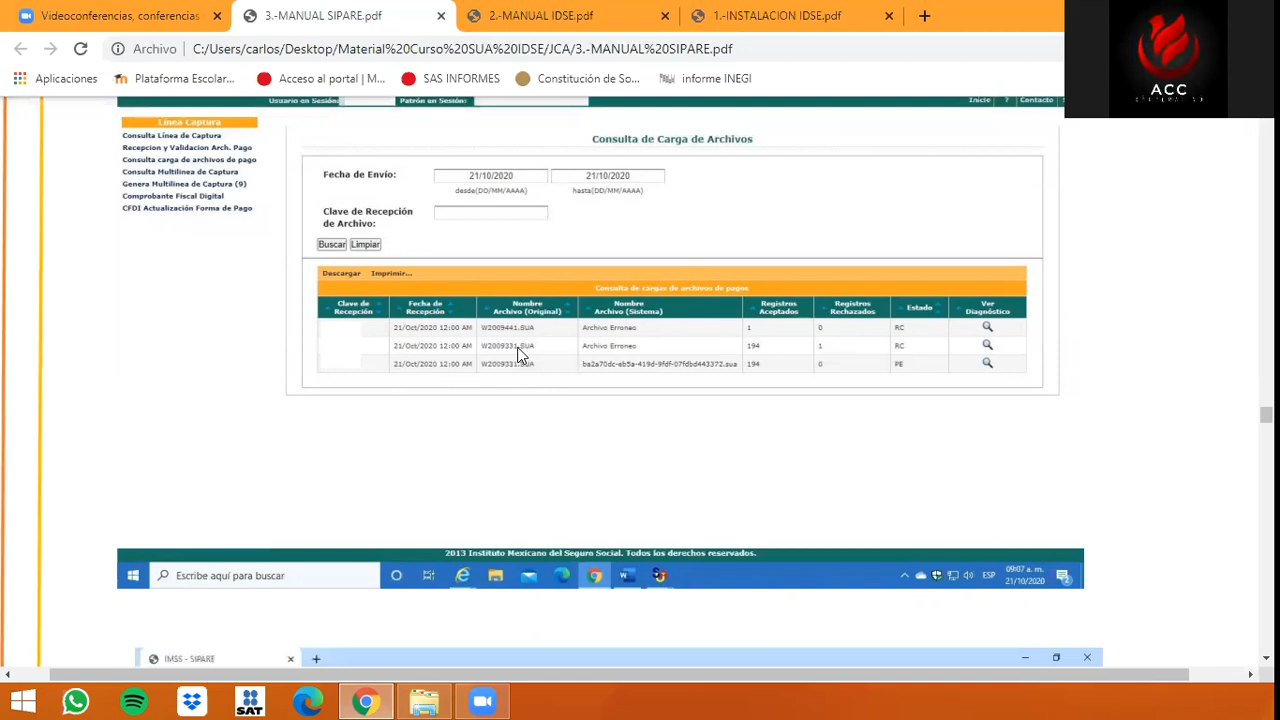 Videoconferencias, conferencias
3.-MANUAL SIPARE.pdf
2.-MANUAL IDSE.pdf
1.-INSTALACION IDSE.pdf
Archivo
C:/Users/carlos/Desktop/Material%20Curso%20SUA%20IDSE/JCA/3.-MANUAL%20SIPARE.pdf
Aplicaciones
Plataforma Escolar...
Acceso al portal | M...
SAS INFORMES
Constitución de So...
informe INEGI
ACC
Usuario en Sesión:
Patrón en Sesión:
Inicio
?
Contacto
Línea Captura
Consulta Línea de Captura
Recepcion y Validacion Arch. Pago
Consulta carga de archivos de pago
Consulta Multilínea de Captura
Genera Multilínea de Captura (9)
Comprobante Fiscal Digital
CFDI Actualización Forma de Pago
Consulta de Carga de Archivos
Fecha de Envío:
21/10/2020
21/10/2020
desde(DD/MM/AAAA)
hasta(DD/MM/AAAA)
Clave de Recepción
de Archivo:
Buscar
Limpiar
Descargar
Imprimir...
Consulta de cargas de archivos de pagos
Clave de Recepción
Fecha de Recepción
Nombre Archivo (Original)
Nombre Archivo (Sistema)
Registros Aceptados
Registros Rechazados
Estado
Ver Diagnóstico
21/Oct/2020 12:00 AM W2009441.SUA Archivo Erroneo 1 0 RC
21/Oct/2020 12:00 AM W2009331.SUA Archivo Erroneo 194 1 RC
21/Oct/2020 12:00 AM W2009331.SUA ba2a70dc-eb5a-419d-9fdf-07fdbd443372.sua 194 0 PE
2013 Instituto Mexicano del Seguro Social. Todos los derechos reservados.
Escribe aquí para buscar
ESP
09:07 a. m.
21/10/2020
2
IMSS - SIPARE
SAT